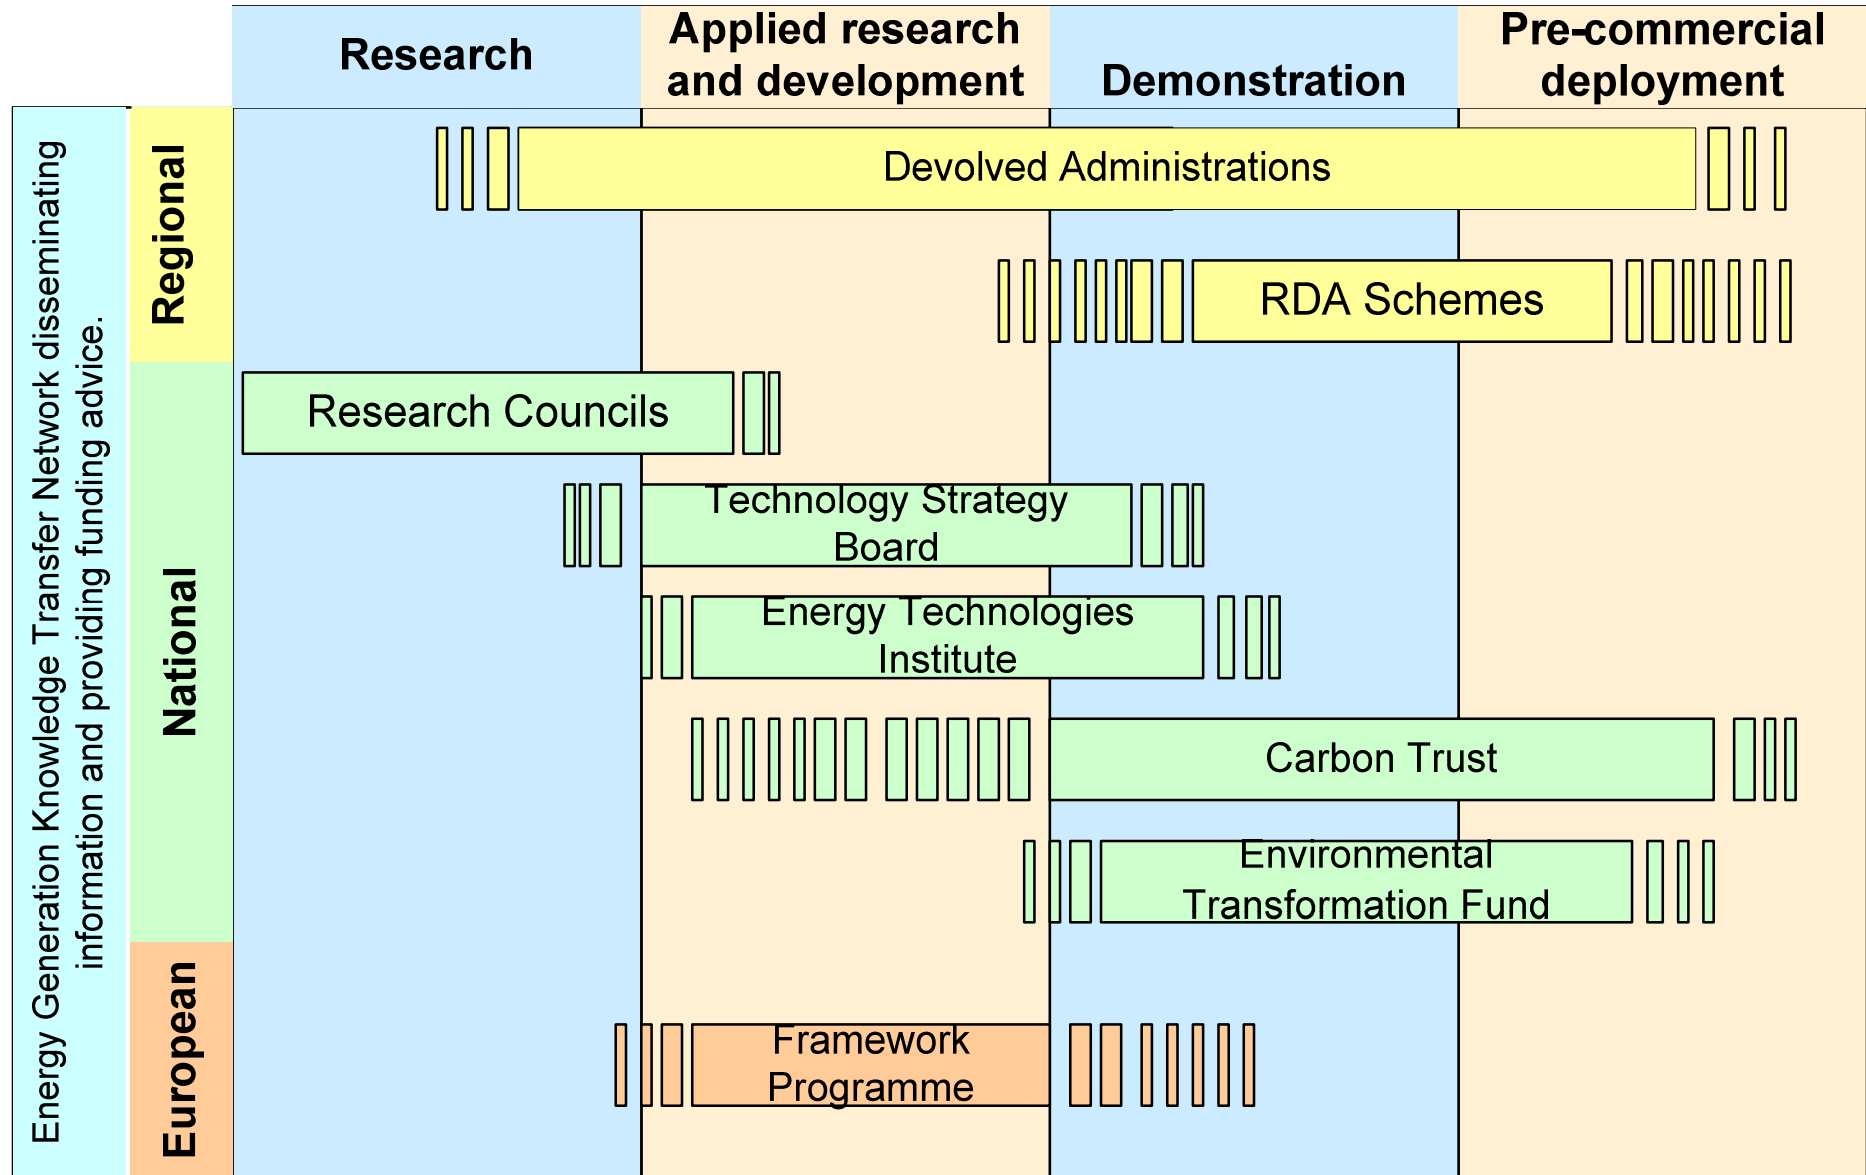 Research
Applied research
and development
Demonstration
Pre-commercial
deployment
Energy Generation Knowledge Transfer Network disseminating
information and providing funding advice.
Regional
Devolved Administrations
RDA Schemes
National
Research Councils
Technology Strategy
Board
Energy Technologies
Institute
Carbon Trust
Environmental
Transformation Fund
European
Framework
Programme